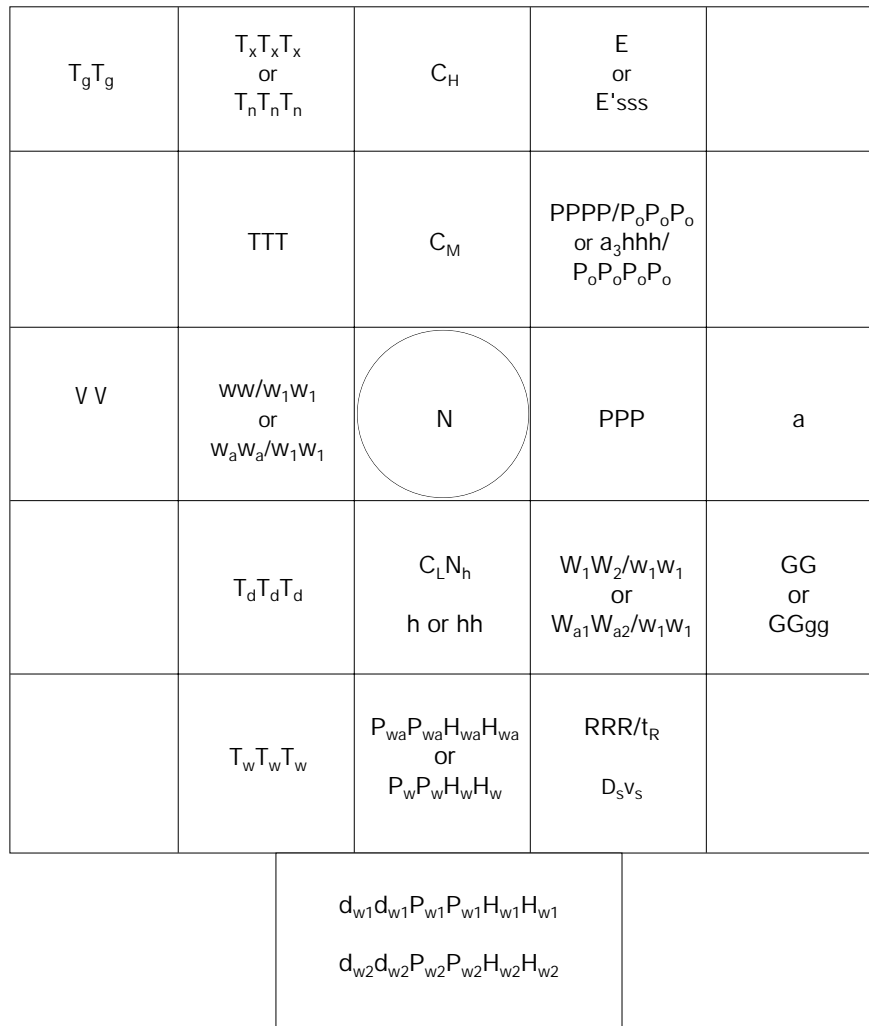 TgTg
TxTxTx
or
TnTnTn
CH
E
or
E'sss
TTT
CM
PPPP/PoPoPo
or a3hhh/
PoPoPoPo
V V
ww/w1w1
or
wawa/w1w1
N
PPP
a
TdTdTd
CLNh
h or hh
W1W2/w1w1
or
Wa1Wa2/w1w1
GG
or
GGgg
TwTwTw
PwaPwaHwaHwa
or
PwPwHwHw
RRR/tR
Dsvs
dw1dw1Pw1Pw1Hw1Hw1
dw2dw2Pw2Pw2Hw2Hw2